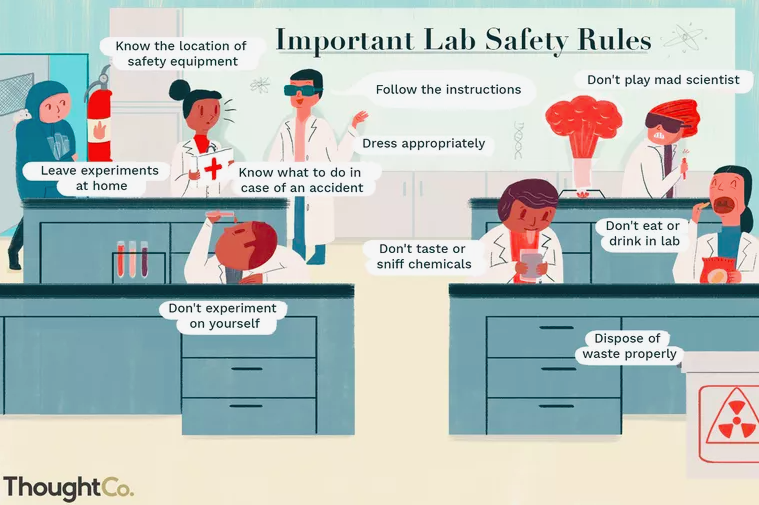 Important Lab Safety Rules
Know the location of
safety equipment
Follow the instructions
Don't play mad scientist
Dress appropriately
Leave experiments
at home
Know what to do in
case of an accident
Don't taste or
sniff chemicals
Don't eat or
drink in lab
Don't experiment
on yourself
Dispose of
waste properly
ThoughtCo.